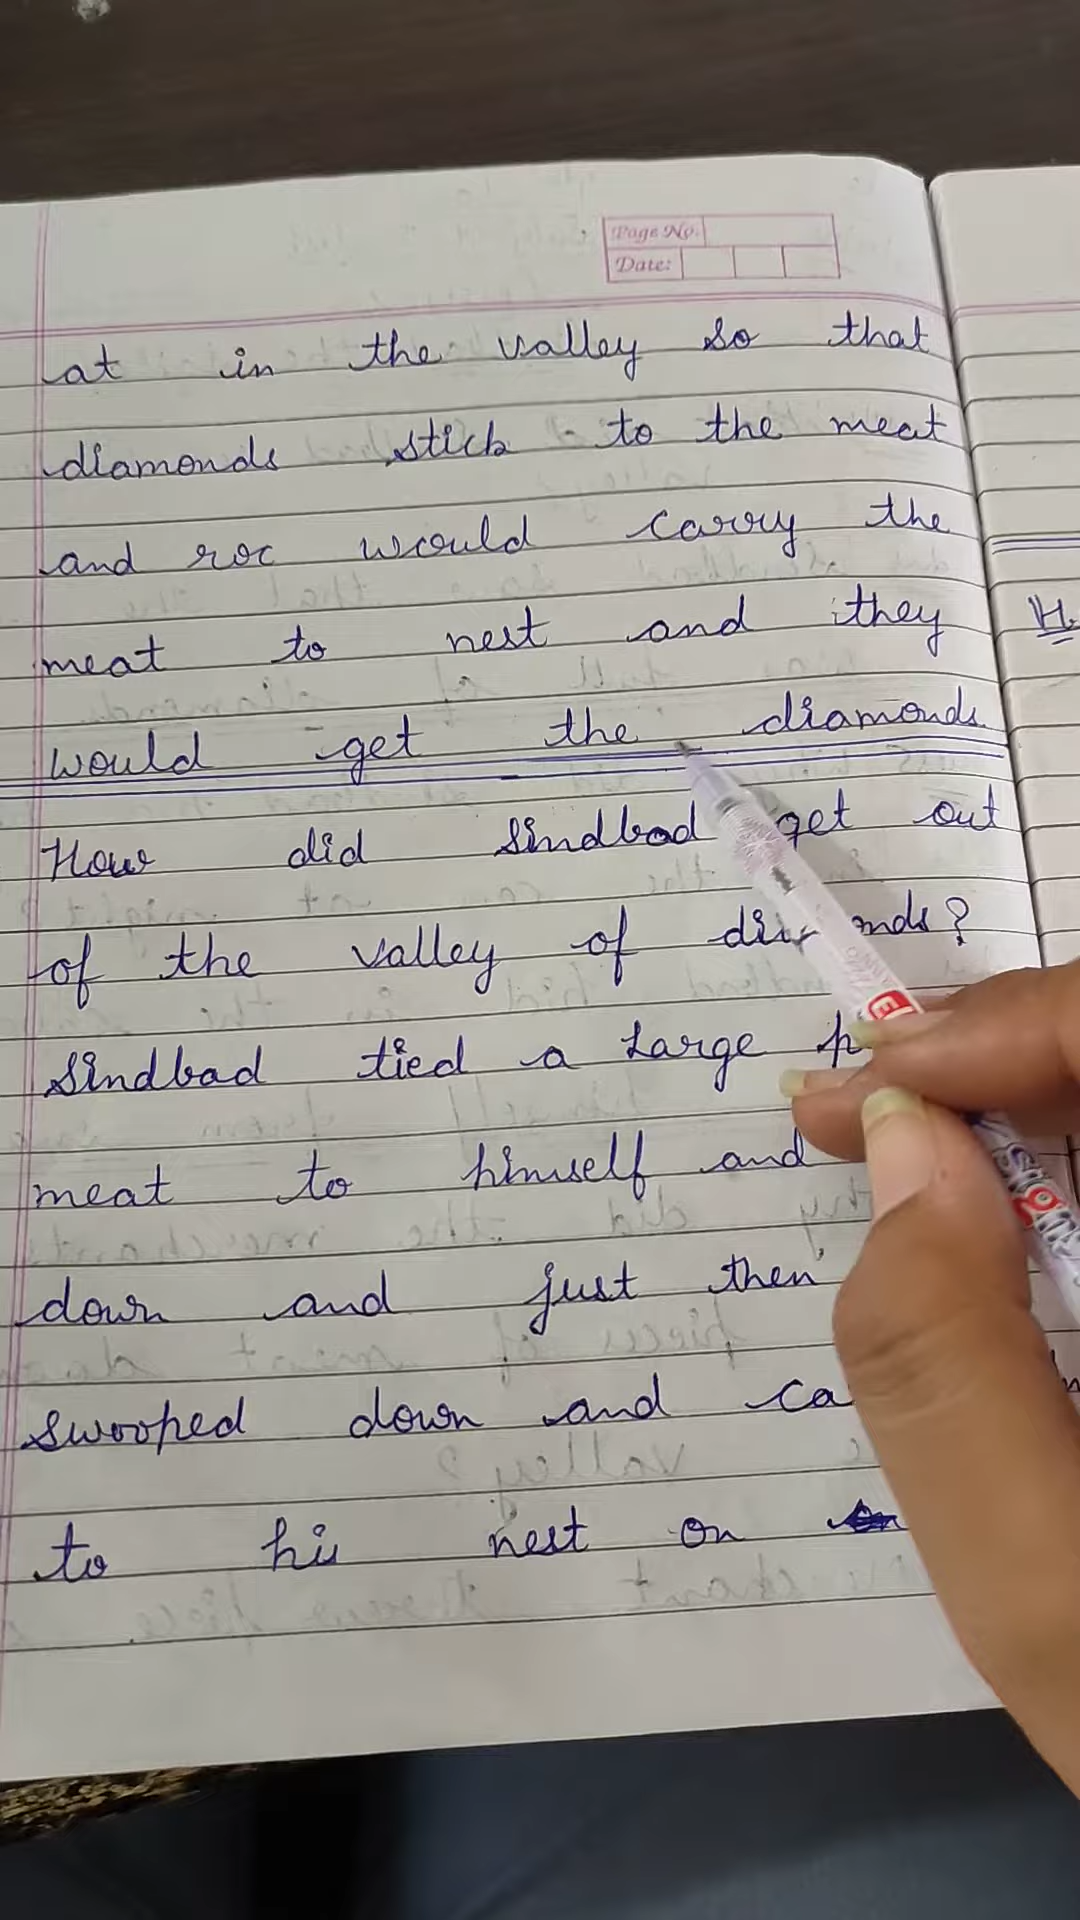 Page No.
Date:
at in the valley so that
diamonds stick to the meat
and roc would carry the
meat to nest and they
would get the diamonds
How did Sindbad get out
of the valley of diamonds?
Sindbad tied a large p
meat to himself and
down and just then
swooped down and ca
to his nest on
H.